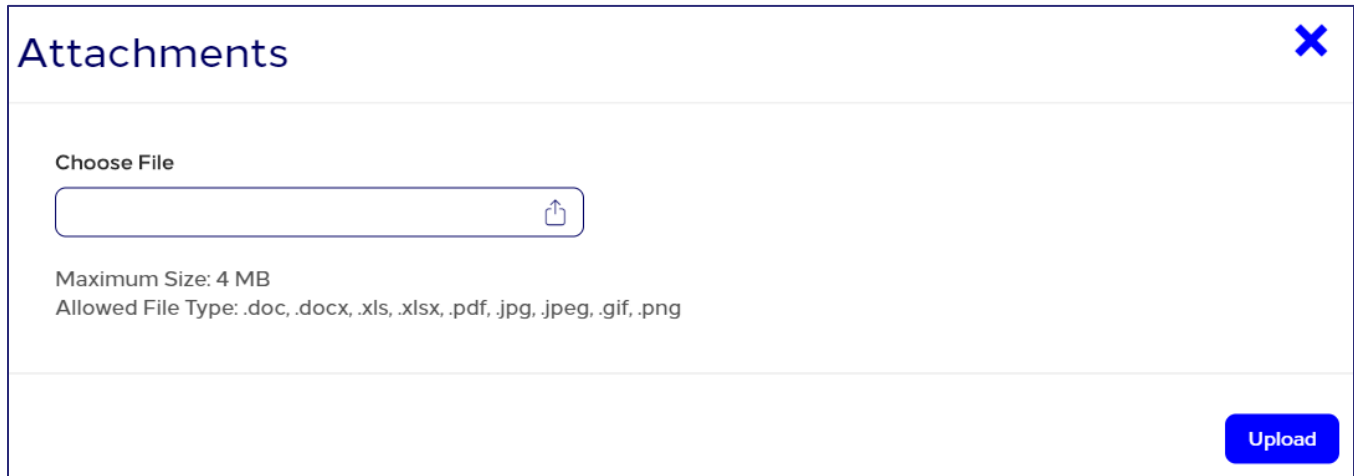 Attachments
Choose File
Maximum Size: 4 MB
Allowed File Type: .doc, .docx, .xls, .xlsx, .pdf, .jpg, .jpeg, .gif, .png
Upload